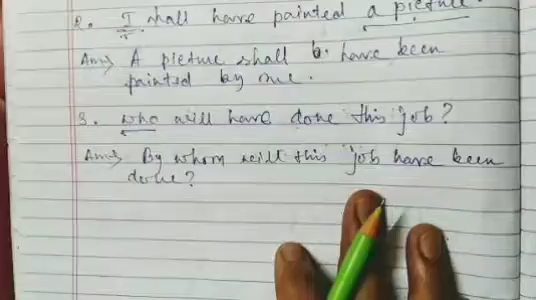 2. I shall have painted a picture.
Ans→ A picture shall b. have been
painted by me.
3. who will have done this job?
Ans→ By whom will this job have been
done?